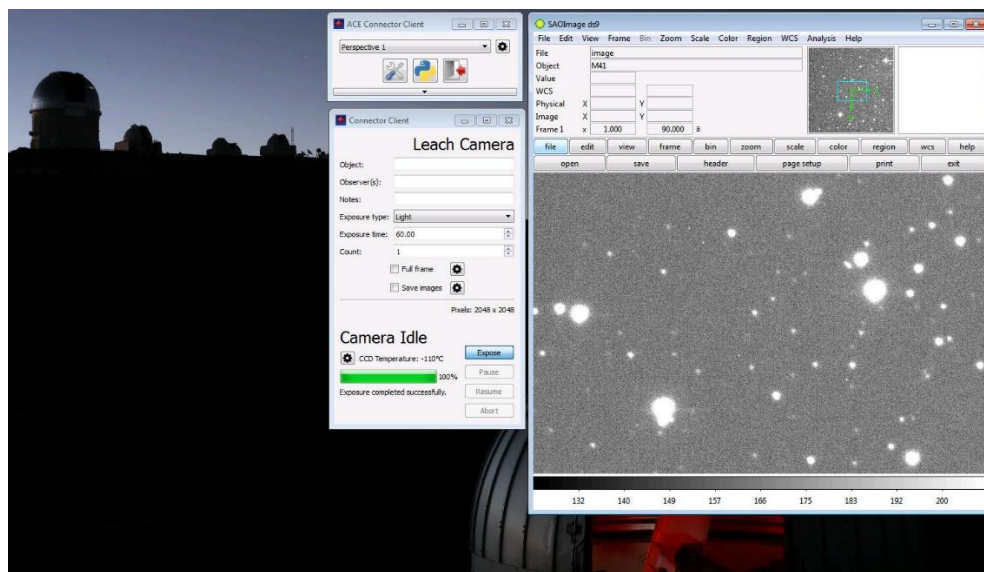 ACE Connector Client
Perspective 1
Connector Client
Leach Camera
Object:
Observer(s):
Notes:
Exposure type: Light
Exposure time: 60.00
Count: 1
Full frame
Save images
Pixels: 2048 x 2048
Camera Idle
CCD Temperature: -110°C
Expose
100%
Pause
Exposure completed successfully.
Resume
Abort
SAOImage ds9
File Edit View Frame Bin Zoom Scale Color Region WCS Analysis Help
File image
Object M41
Value
WCS
Physical X Y
Image X Y
Frame 1 x 1.000 90.000 °
file edit view frame bin zoom scale color region wcs help
open save header page setup print exit
132 140 149 157 166 175 183 192 200